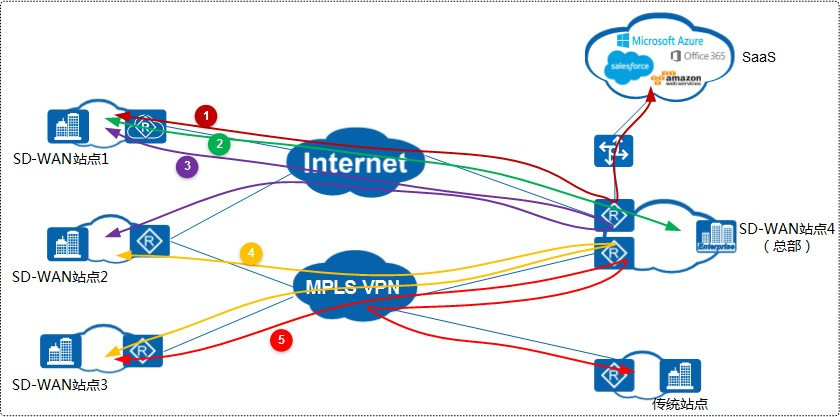 Microsoft Azure
salesforce
Office 365
amazon
web services
SaaS
1
2
3
SD-WAN站点1
R
Internet
R
SD-WAN站点4
（总部）
Enterprise
R
R
SD-WAN站点2
4
MPLS VPN
5
R
SD-WAN站点3
R
传统站点